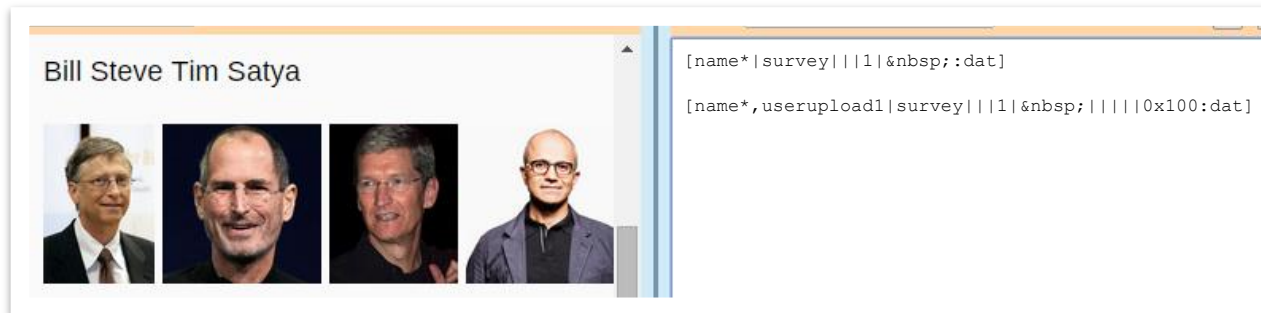 Bill Steve Tim Satya
[name*|survey|||1|&nbsp;:dat]
[name*,userupload1|survey|||1|&nbsp;|||||0x100:dat]